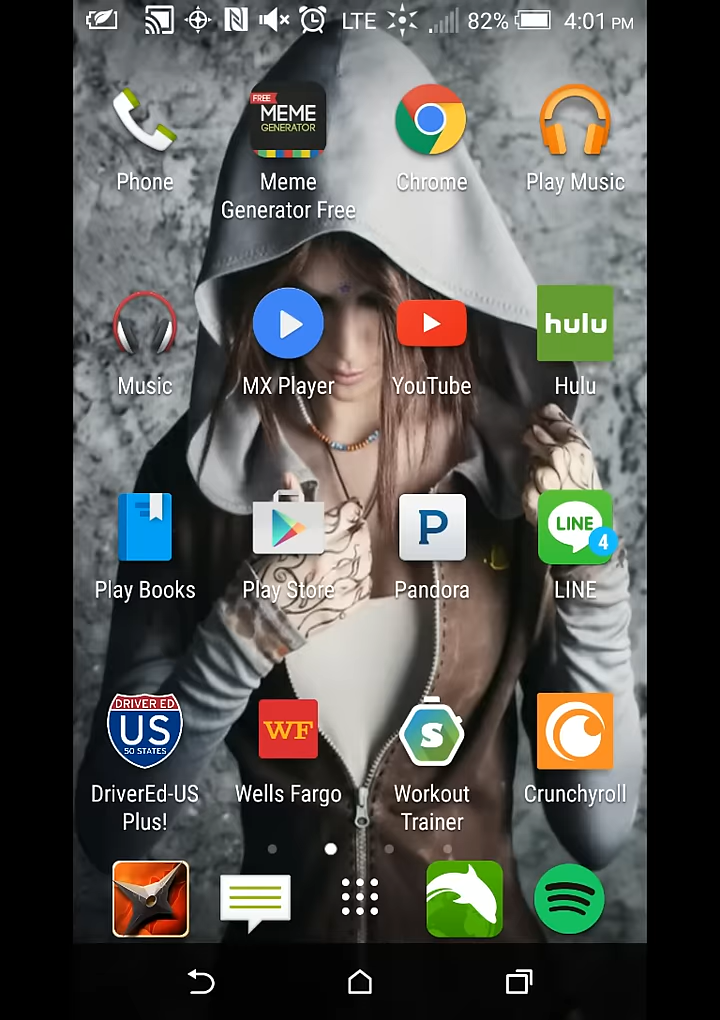 LTE 82% 4:01 PM
FREE
MEME
GENERATOR
Phone
Meme
Generator Free
Chrome
Play Music
hulu
Music
MX Player
YouTube
Hulu
P
LINE
4
Play Books
Play Store
Pandora
LINE
DRIVER ED
US
50 STATES
WF
S
DriverEd-US
Plus!
Wells Fargo
Workout
Trainer
Crunchyroll